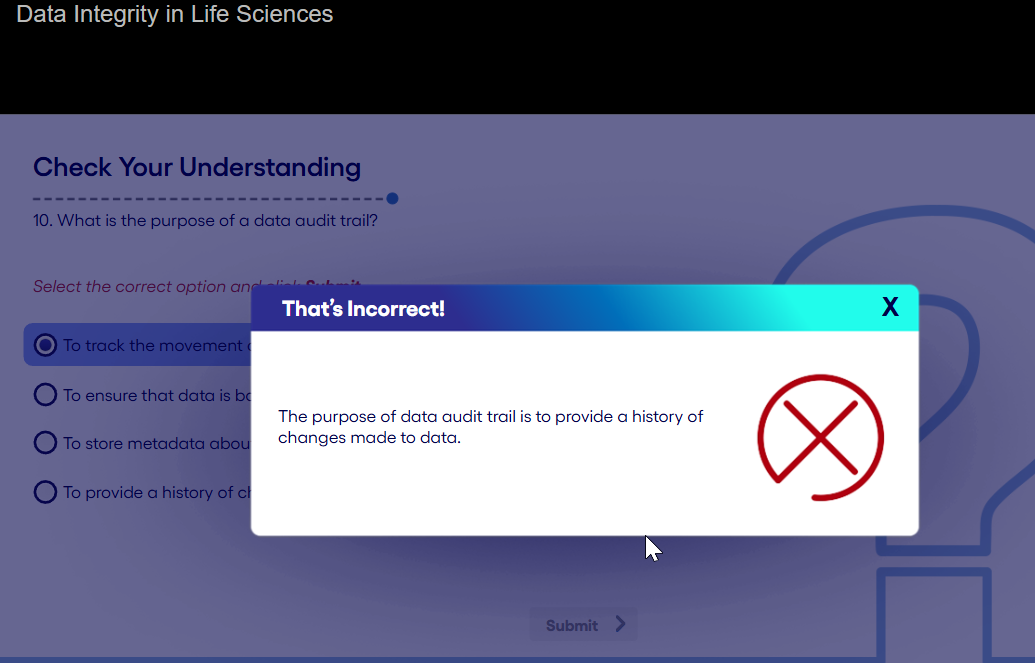 Data Integrity in Life Sciences
Check Your Understanding
10. What is the purpose of a data audit trail?
Select the correct option and click Submit.
That's Incorrect!
X
To track the movement
To ensure that data is
To store metadata
To provide a history of
The purpose of data audit trail is to provide a history of
changes made to data.
Submit